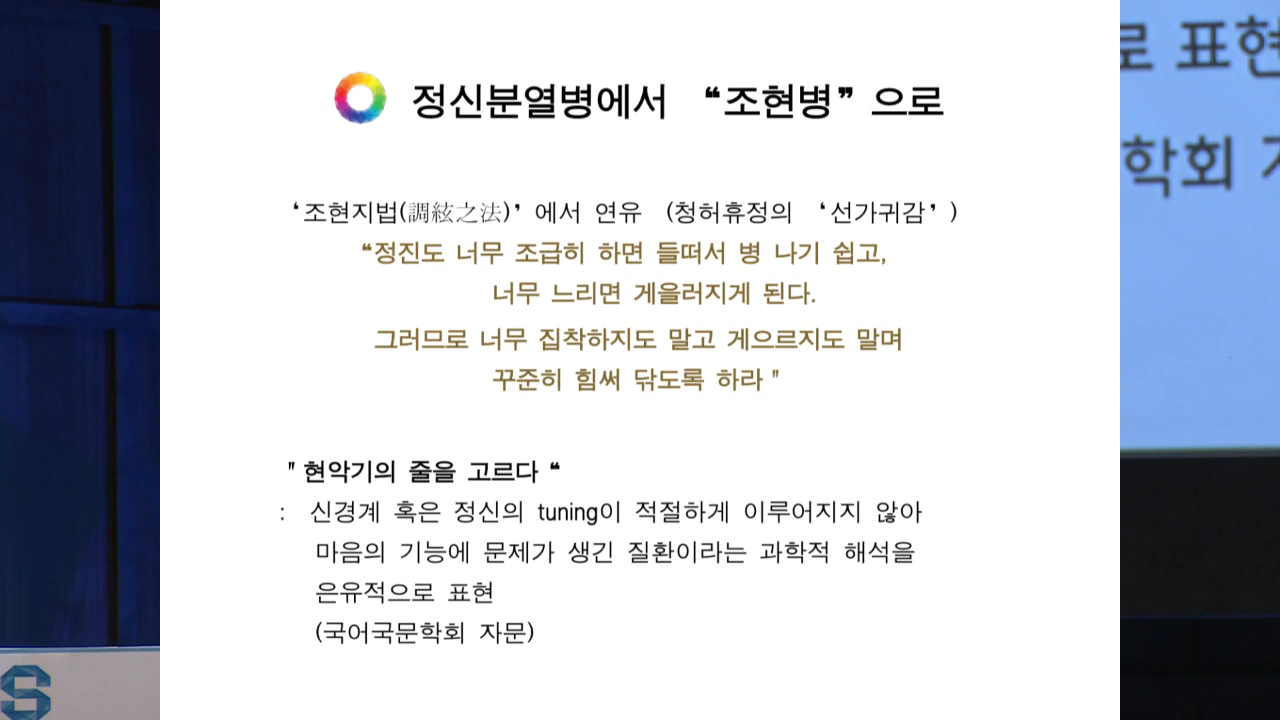 정신분열병에서 “조현병” 으로
‘조현지법(調絃之法)’ 에서 연유 (청허휴정의 ‘선가귀감’ )
“정진도 너무 조급히 하면 들떠서 병 나기 쉽고,
너무 느리면 게을러지게 된다.
그러므로 너무 집착하지도 말고 게으르지도 말며
꾸준히 힘써 닦도록 하라 "
" 현악기의 줄을 고르다 “
: 신경계 혹은 정신의 tuning이 적절하게 이루어지지 않아
마음의 기능에 문제가 생긴 질환이라는 과학적 해석을
은유적으로 표현
(국어국문학회 자문)
로 표현
학회
S